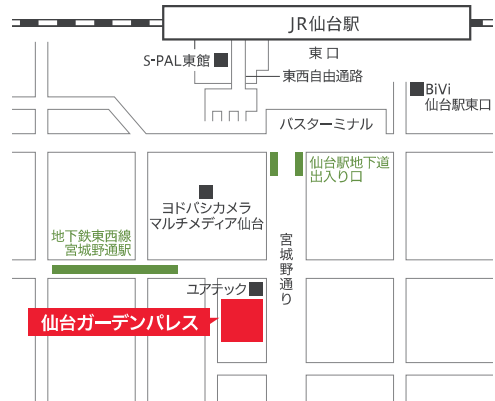 JR仙台駅
東口
S-PAL東館
東西自由通路
BiVi
仙台駅東口
バスターミナル
仙台駅地下道
出入り口
ヨドバシカメラ
マルチメディア仙台
地下鉄東西線
宮城野通駅
宮城野通り
ユアテック
仙台ガーデンパレス